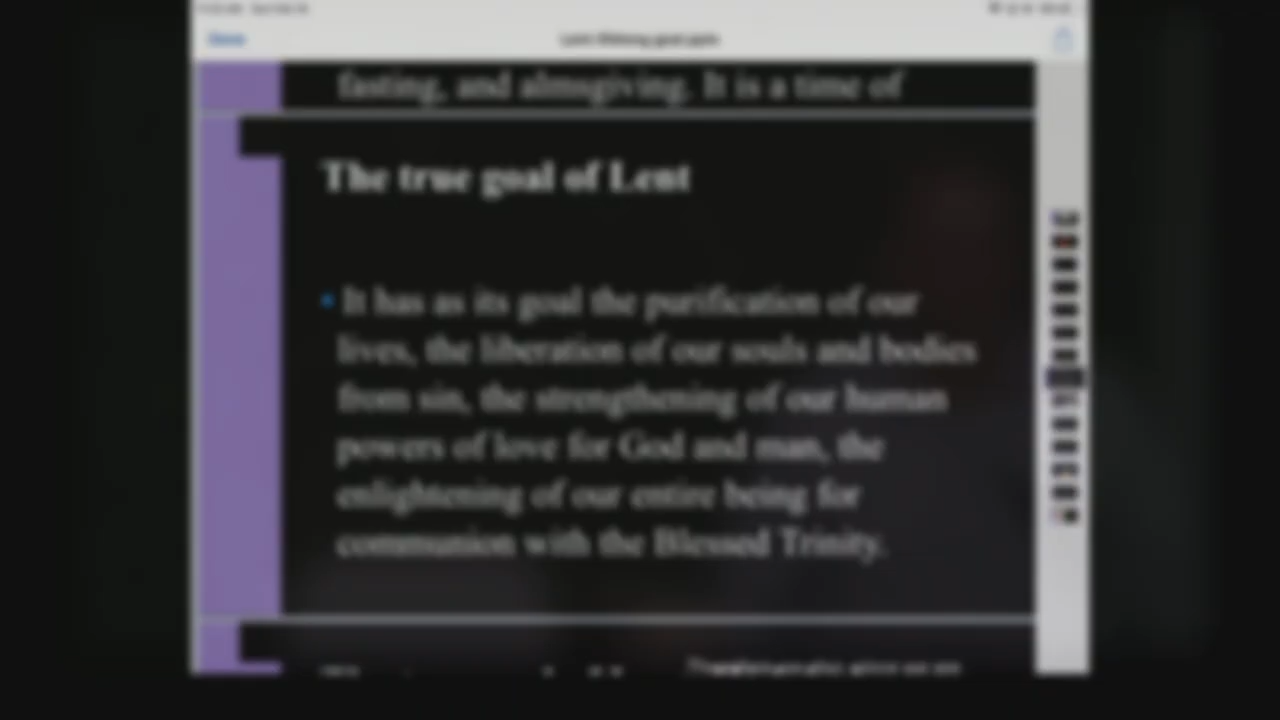 Done
fasting, and almsgiving. It is a time of
The true goal of Lent
• It has as its goal the purification of our
lives, the liberation of our souls and bodies
from sin, the strengthening of our human
powers of love for God and man, the
enlightening of our entire being for
communion with the Blessed Trinity.